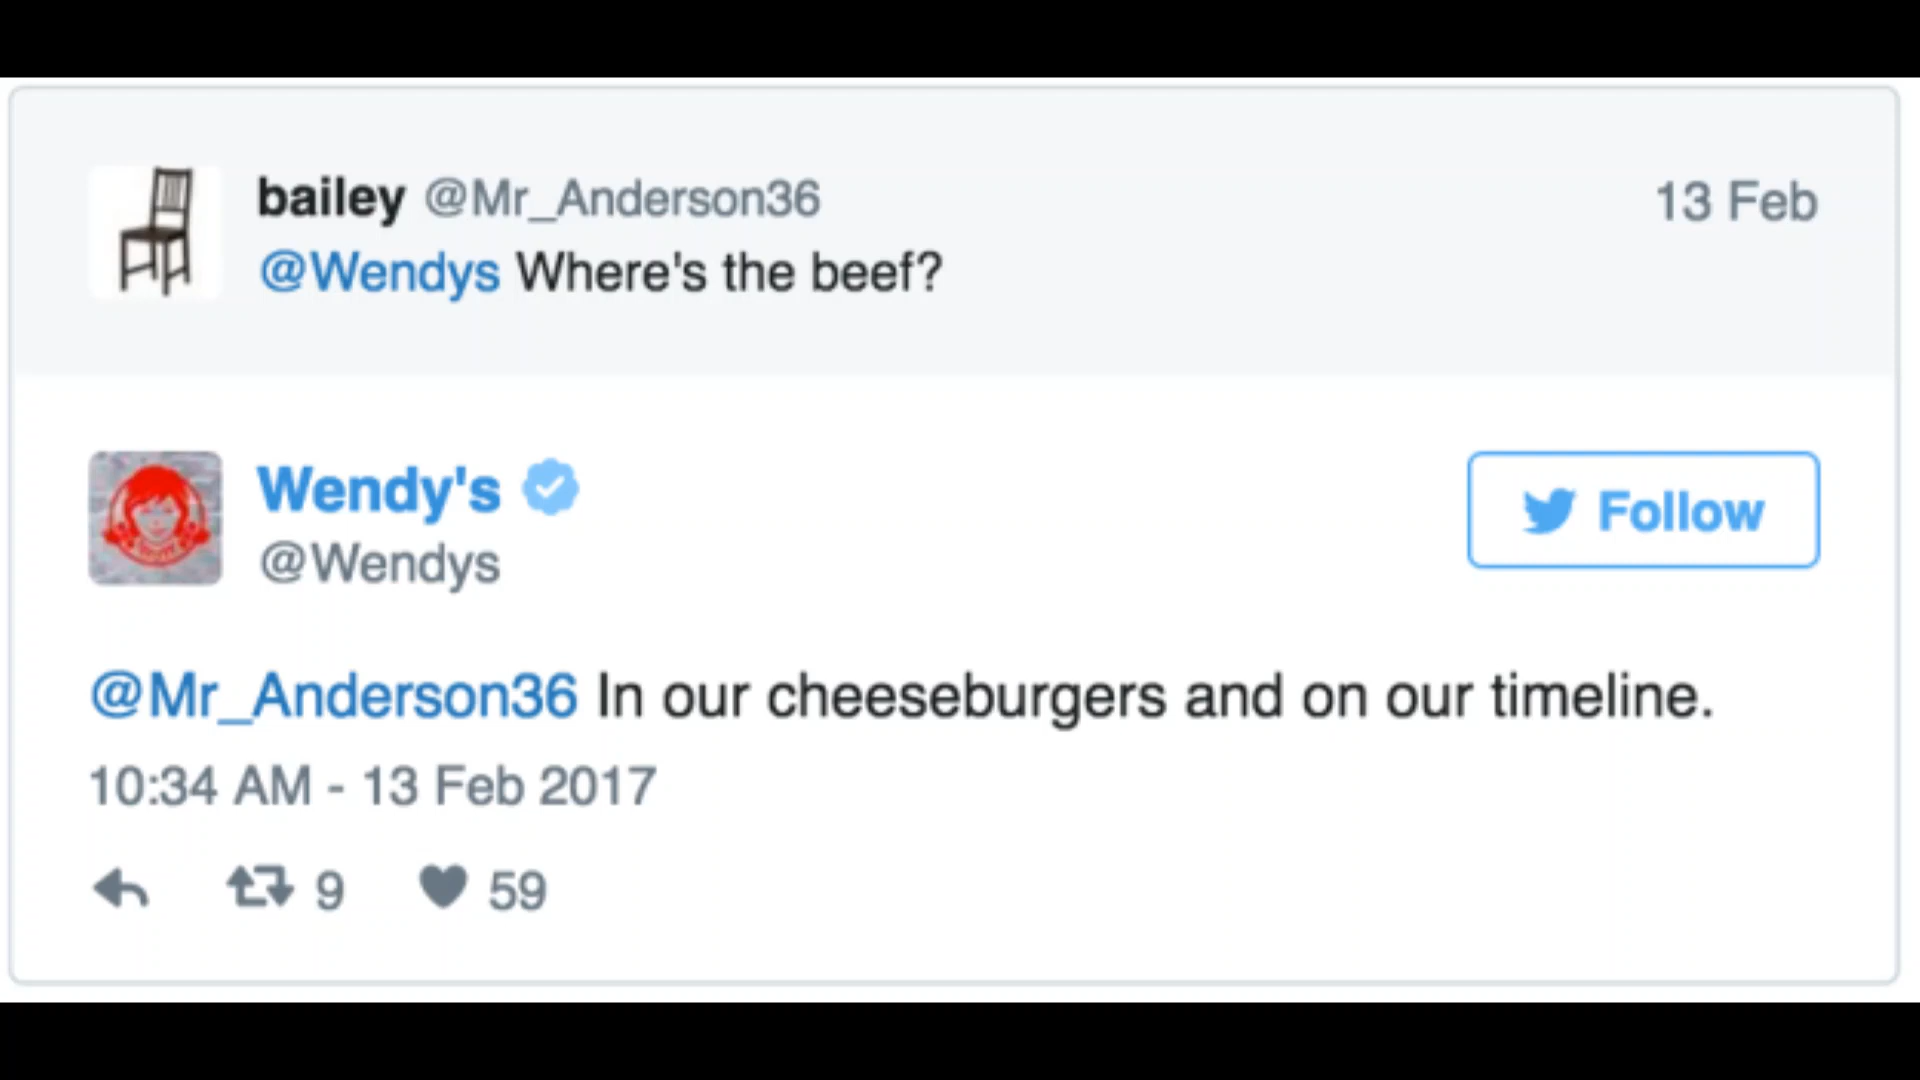 bailey @Mr_Anderson36 13 Feb
@Wendys Where's the beef?
Wendy's
@Wendys
Follow
@Mr_Anderson36 In our cheeseburgers and on our timeline.
10:34 AM - 13 Feb 2017
9 59